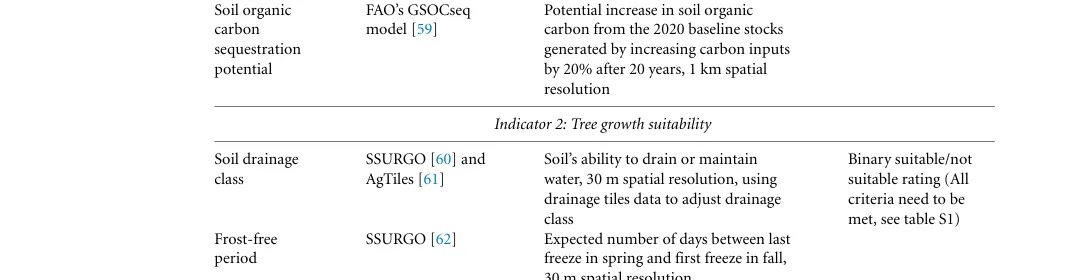 Soil organic
carbon
sequestration
potential
FAO's GSOCseq
model [59]
Potential increase in soil organic
carbon from the 2020 baseline stocks
generated by increasing carbon inputs
by 20% after 20 years, 1 km spatial
resolution
Indicator 2: Tree growth suitability
Soil drainage
class
SSURGO [60] and
AgTiles [61]
Soil's ability to drain or maintain
water, 30 m spatial resolution, using
drainage tiles data to adjust drainage
class
Binary suitable/not
suitable rating (All
criteria need to be
met, see table S1)
Frost-free
period
SSURGO [62]
Expected number of days between last
freeze in spring and first freeze in fall,
30 m spatial resolution